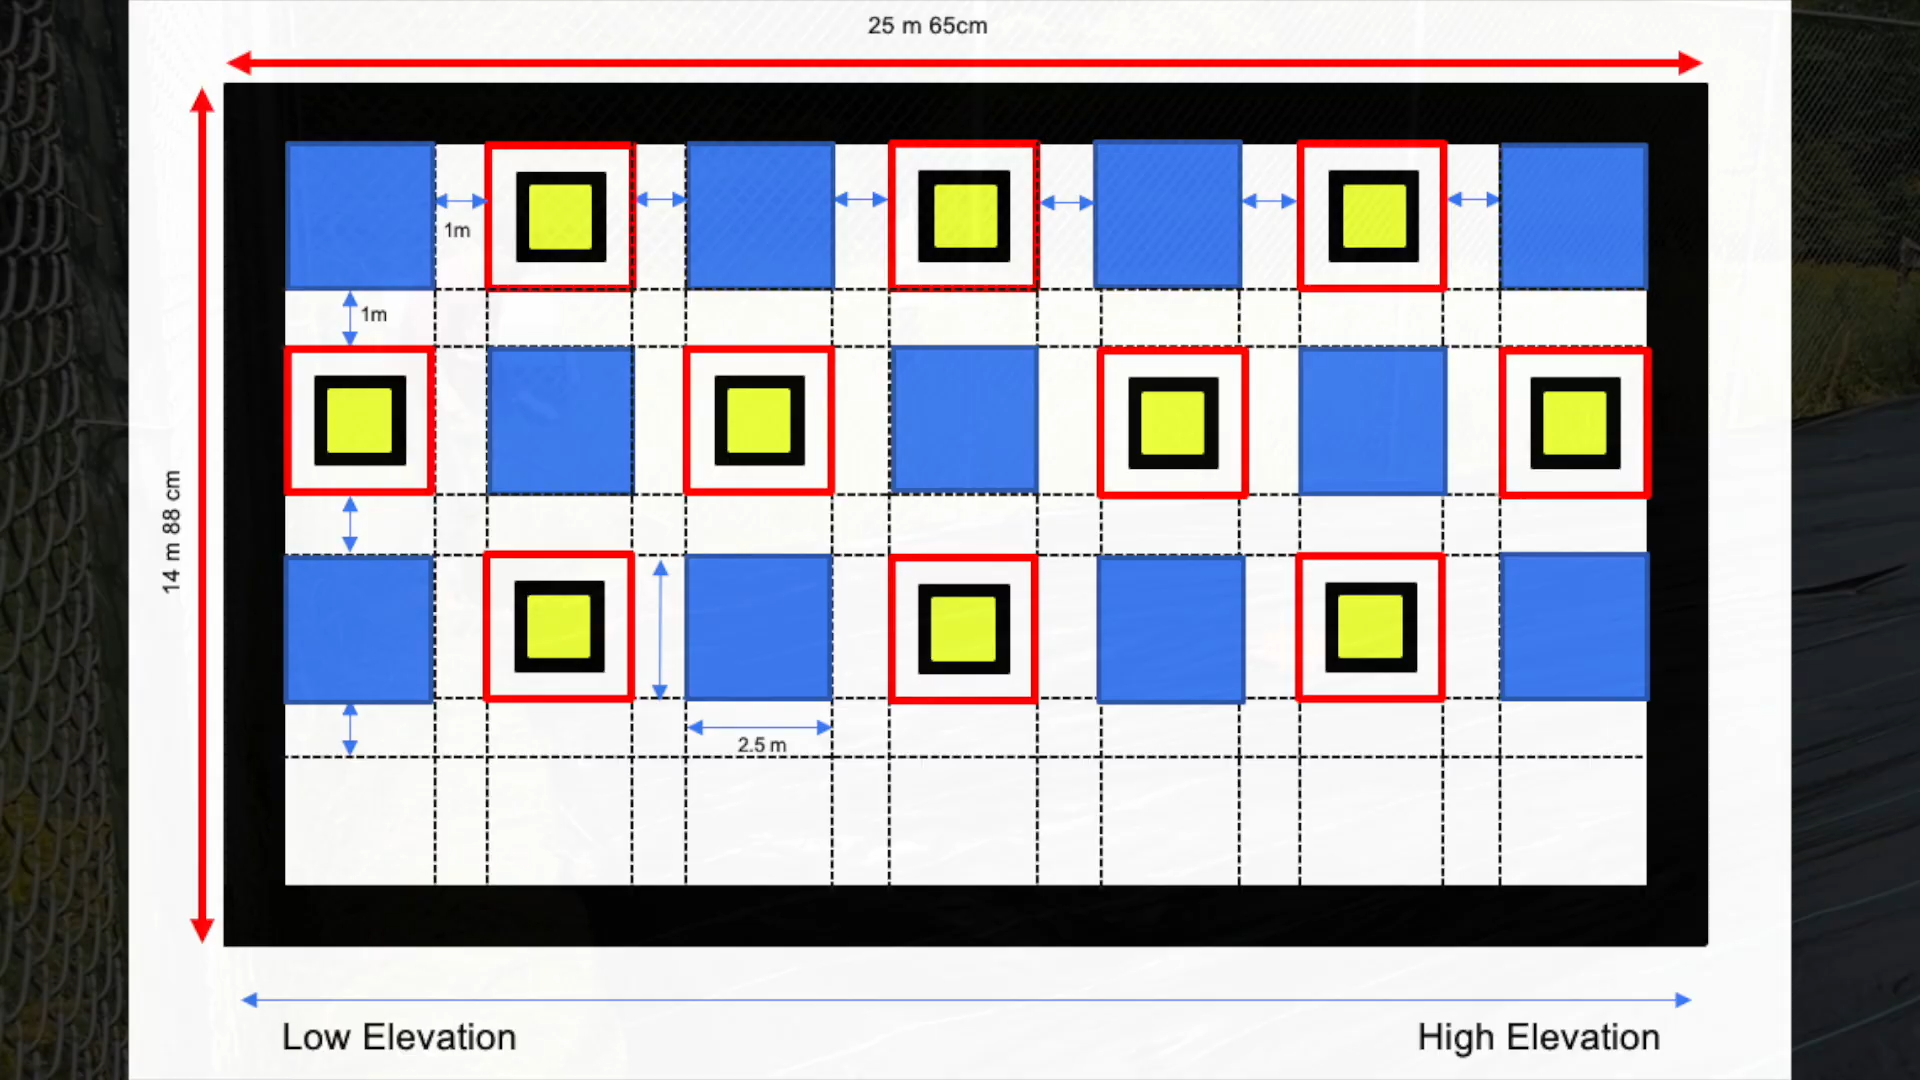 25 m 65cm
1m
1m
14 m 88 cm
2.5 m
Low Elevation
High Elevation